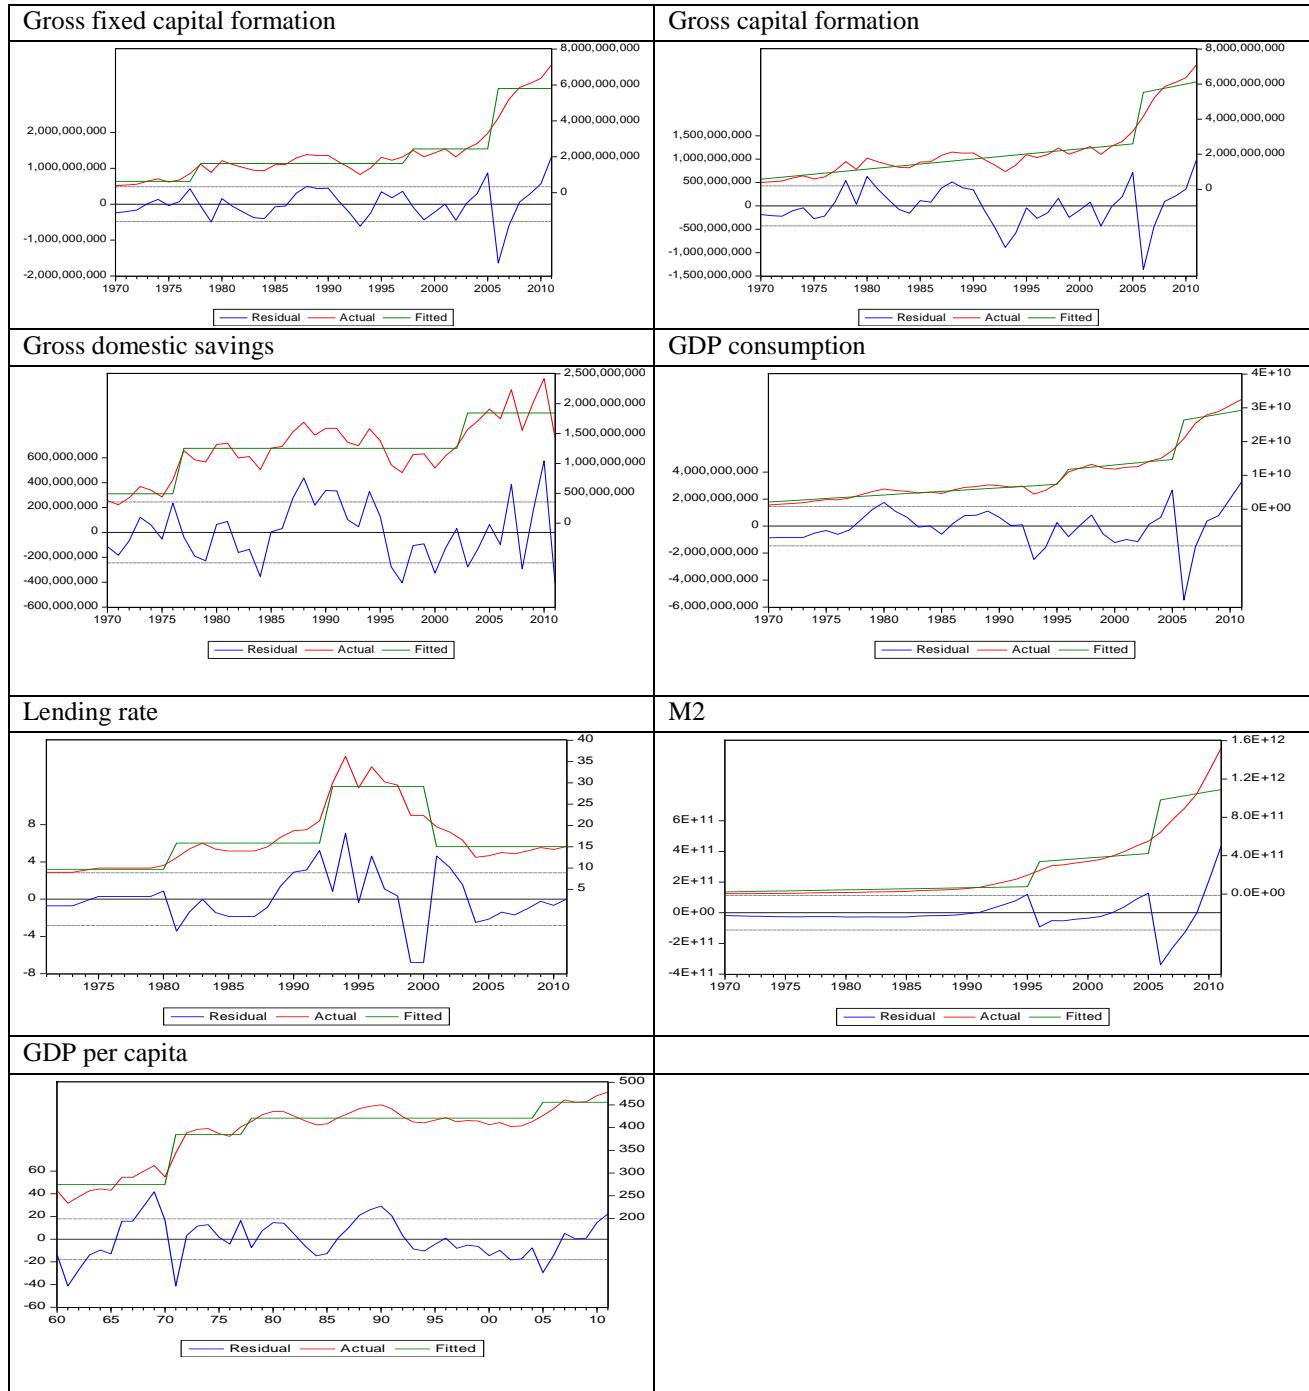 Gross fixed capital formation
8,000,000,000
6,000,000,000
4,000,000,000
2,000,000,000
0
2,000,000,000
1,000,000,000
0
-1,000,000,000
-2,000,000,000
1970 1975 1980 1985 1990 1995 2000 2005 2010
Residual Actual Fitted
Gross capital formation
8,000,000,000
6,000,000,000
4,000,000,000
2,000,000,000
0
1,500,000,000
1,000,000,000
500,000,000
0
-500,000,000
-1,000,000,000
-1,500,000,000
1970 1975 1980 1985 1990 1995 2000 2005 2010
Residual Actual Fitted
Gross domestic savings
2,500,000,000
2,000,000,000
1,500,000,000
1,000,000,000
500,000,000
0
600,000,000
400,000,000
200,000,000
0
-200,000,000
-400,000,000
-600,000,000
1970 1975 1980 1985 1990 1995 2000 2005 2010
Residual Actual Fitted
GDP consumption
4E+10
3E+10
2E+10
1E+10
0E+00
4,000,000,000
2,000,000,000
0
-2,000,000,000
-4,000,000,000
-6,000,000,000
1970 1975 1980 1985 1990 1995 2000 2005 2010
Residual Actual Fitted
Lending rate
40
35
30
25
20
15
10
5
8
4
0
-4
-8
1975 1980 1985 1990 1995 2000 2005 2010
Residual Actual Fitted
M2
1.6E+12
1.2E+12
8.0E+11
4.0E+11
0.0E+00
6E+11
4E+11
2E+11
0E+00
-2E+11
-4E+11
1970 1975 1980 1985 1990 1995 2000 2005 2010
Residual Actual Fitted
GDP per capita
500
450
400
350
300
250
200
60
40
20
0
-20
-40
-60
60 65 70 75 80 85 90 95 00 05 10
Residual Actual Fitted